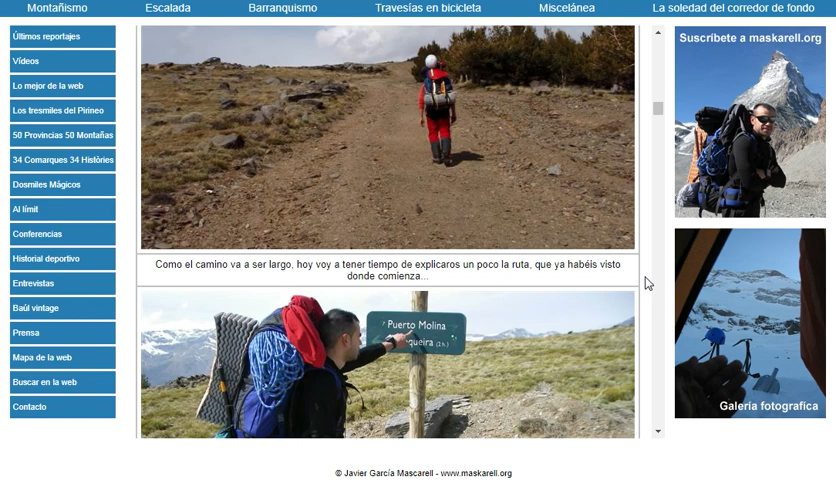 Montañismo
Escalada
Barranquismo
Travesías en bicicleta
Miscelánea
La soledad del corredor de fondo
Últimos reportajes
Vídeos
Lo mejor de la web
Los tresmiles del Pirineo
50 Provincias 50 Montañas
34 Comarques 34 Històries
Dosmiles Mágicos
Al límit
Conferencias
Historial deportivo
Entrevistas
Baúl vintage
Prensa
Mapa de la web
Buscar en la web
Contacto
Como el camino va a ser largo, hoy voy a tener tiempo de explicaros un poco la ruta, que ya habéis visto
donde comienza...
Puerto Molina
(2 h.)
Suscríbete a maskarell.org
Galería fotografica
© Javier García Mascarell - www.maskarell.org